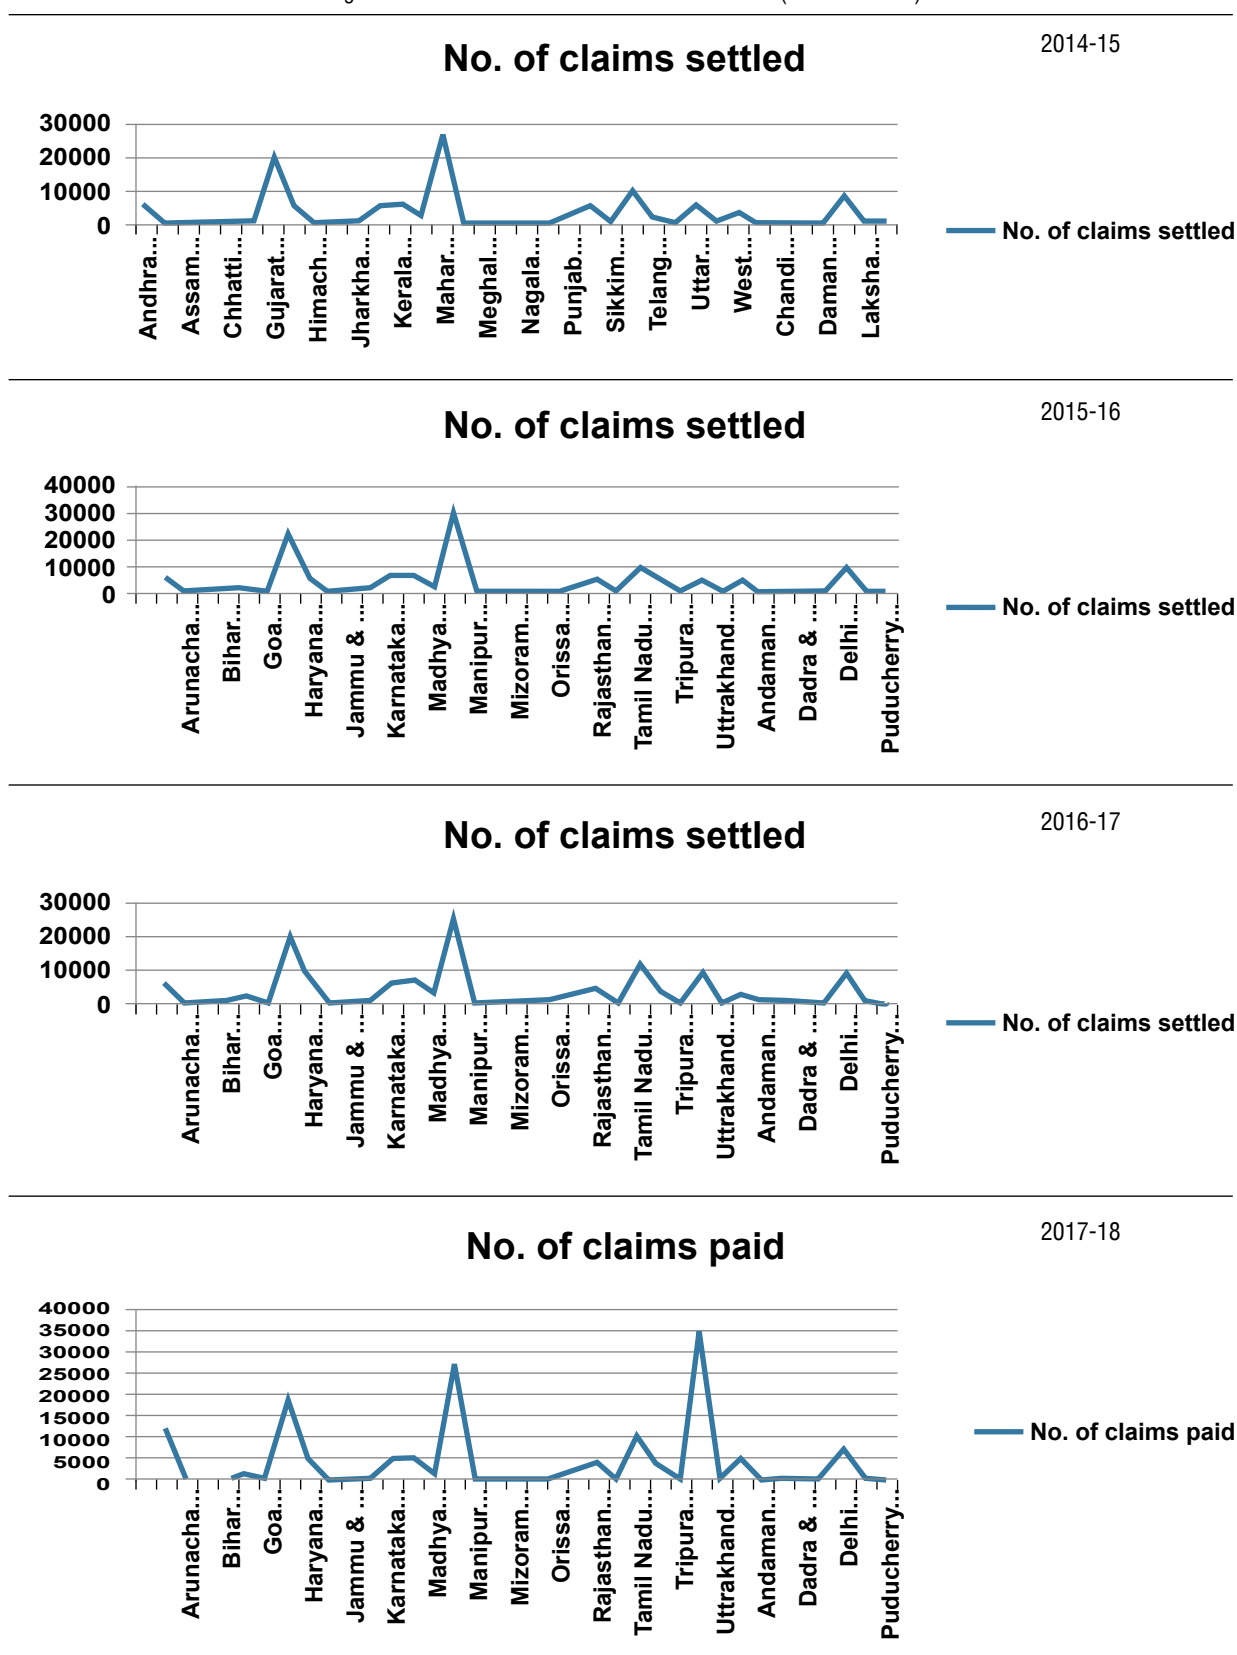 2014-15
No. of claims settled
30000
20000
10000
0
Andhra...
Assam...
Chhatti...
Gujarat...
Himach...
Jharkha...
Kerala...
Mahar...
Meghal...
Nagala...
Punjab...
Sikkim...
Telang...
Uttar...
West...
Chandi...
Daman...
Laksha...
No. of claims settled
2015-16
No. of claims settled
40000
30000
20000
10000
0
Arunacha...
Bihar...
Goa...
Haryana...
Jammu & ...
Karnataka...
Madhya...
Manipur...
Mizoram...
Orissa...
Rajasthan...
Tamil Nadu...
Tripura...
Uttrakhand...
Andaman...
Dadra & ...
Delhi...
Puducherry...
No. of claims settled
2016-17
No. of claims settled
30000
20000
10000
0
Arunacha...
Bihar...
Goa...
Haryana...
Jammu & ...
Karnataka...
Madhya...
Manipur...
Mizoram...
Orissa...
Rajasthan...
Tamil Nadu...
Tripura...
Uttrakhand...
Andaman...
Dadra & ...
Delhi...
Puducherry...
No. of claims settled
2017-18
No. of claims paid
40000
35000
30000
25000
20000
15000
10000
5000
0
Arunacha...
Bihar...
Goa...
Haryana...
Jammu & ...
Karnataka...
Madhya...
Manipur...
Mizoram...
Orissa...
Rajasthan...
Tamil Nadu...
Tripura...
Uttrakhand...
Andaman...
Dadra & ...
Delhi...
Puducherry...
No. of claims paid